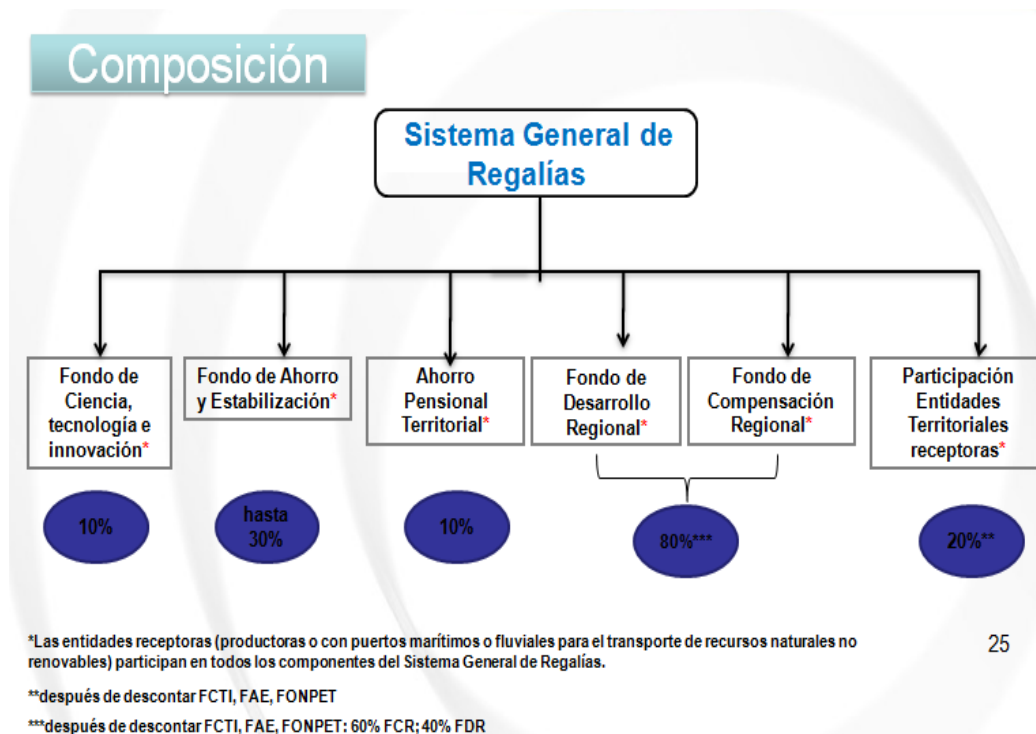 Composición
Sistema General de
Regalías
Fondo de
Ciencia,
tecnología e
innovación*
Fondo de Ahorro
y Estabilización*
Ahorro
Pensional
Territorial*
Fondo de
Desarrollo
Regional*
Fondo de
Compensación
Regional*
Participación
Entidades
Territoriales
receptoras*
10%
hasta
30%
10%
80%***
20%**
*Las entidades receptoras (productoras o con puertos marítimos o fluviales para el transporte de recursos naturales no
renovables) participan en todos los componentes del Sistema General de Regalías.
25
**después de descontar FCTI, FAE, FONPET
***después de descontar FCTI, FAE, FONPET: 60% FCR; 40% FDR